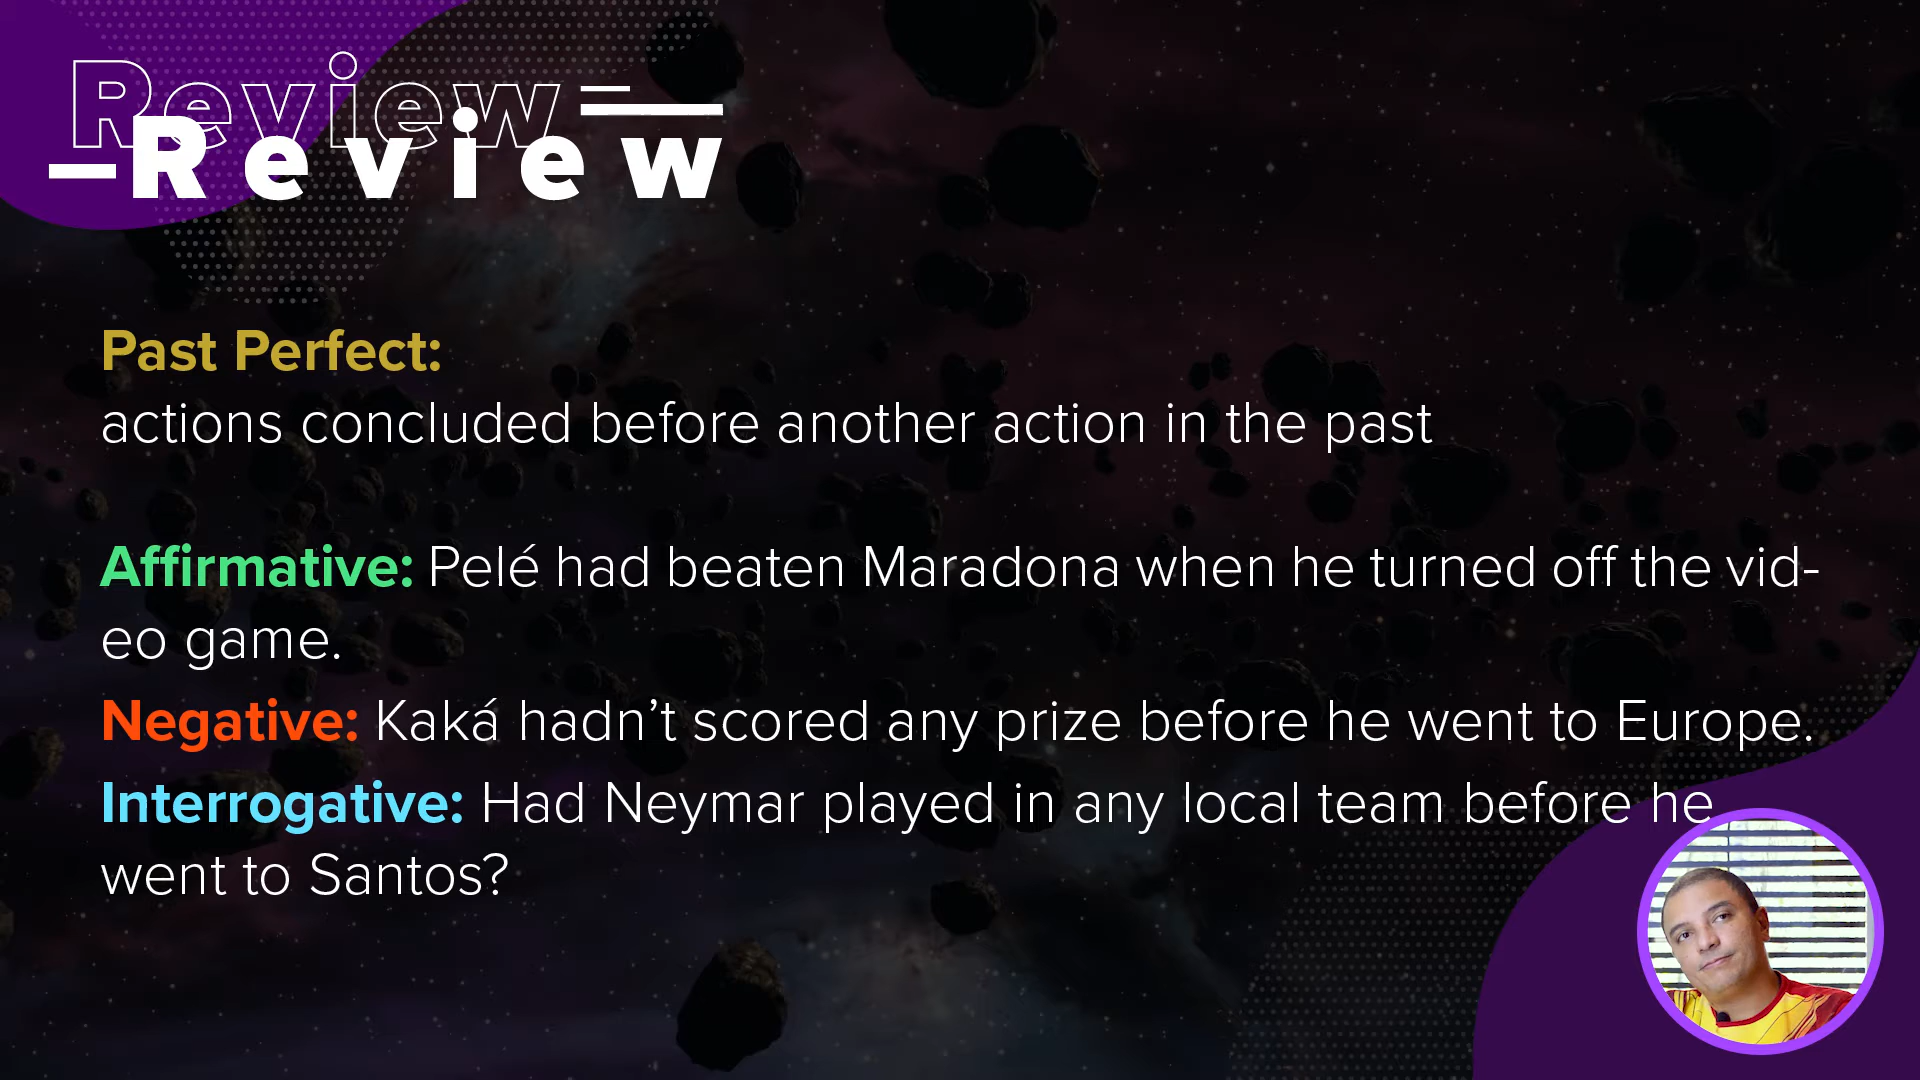 Review
Review
Past Perfect:
actions concluded before another action in the past
Affirmative: Pelé had beaten Maradona when he turned off the vid-
eo game.
Negative: Kaká hadn’t scored any prize before he went to Europe.
Interrogative: Had Neymar played in any local team before he
went to Santos?